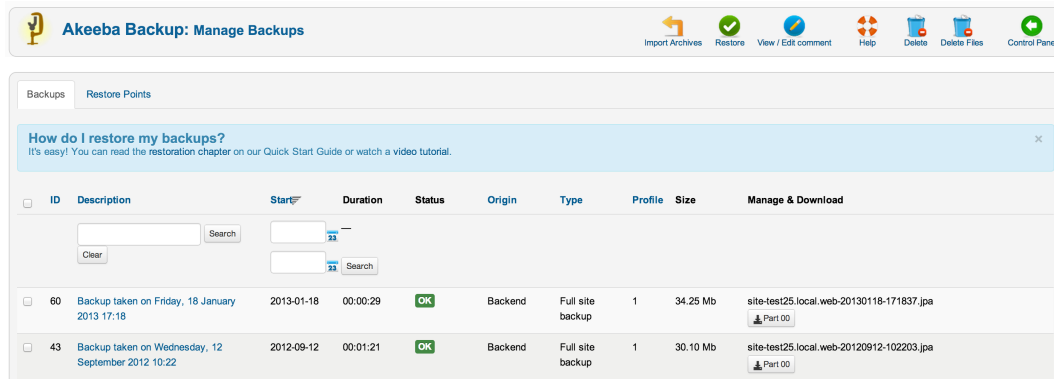 Akeeba Backup: Manage Backups
Import Archives Restore View / Edit comment Help Delete Delete Files Control Pane
Backups Restore Points
How do I restore my backups? ×
It's easy! You can read the restoration chapter on our Quick Start Guide or watch a video tutorial.
ID Description Start Duration Status Origin Type Profile Size Manage & Download
Search 23 —
Clear 23 Search
60 Backup taken on Friday, 18 January 2013-01-18 00:00:29 OK Backend Full site 1 34.25 Mb site-test25.local.web-20130118-171837.jpa
2013 17:18 backup Part 00
43 Backup taken on Wednesday, 12 2012-09-12 00:01:21 OK Backend Full site 1 30.10 Mb site-test25.local.web-20120912-102203.jpa
September 2012 10:22 backup Part 00